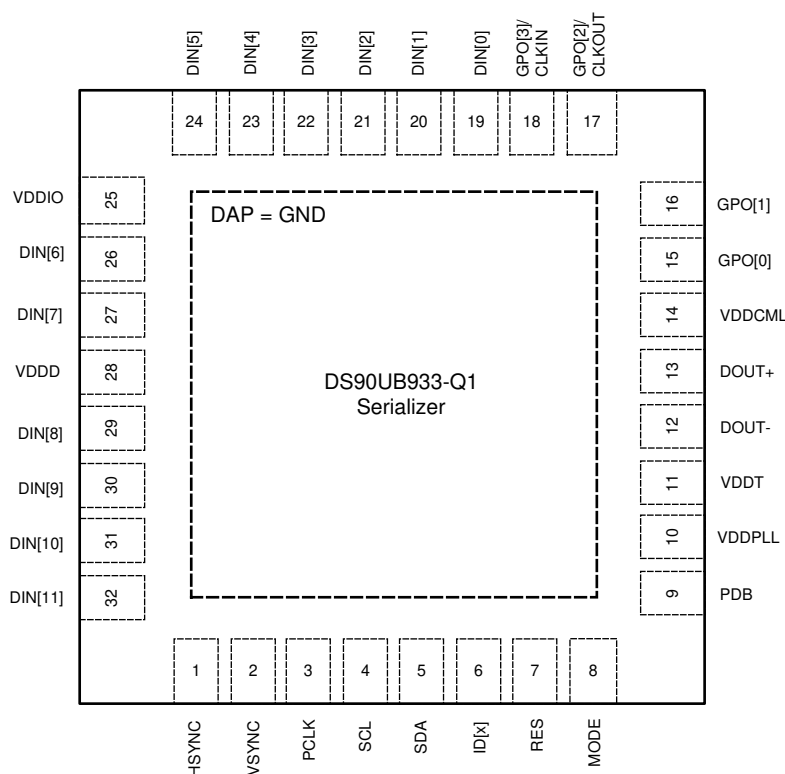 DIN[5]
DIN[4]
DIN[3]
DIN[2]
DIN[1]
DIN[0]
GPO[3]/
CLKIN
GPO[2]/
CLKOUT
24
23
22
21
20
19
18
17
VDDIO
25
DIN[6]
26
DIN[7]
27
VDDD
28
DIN[8]
29
DIN[9]
30
DIN[10]
31
DIN[11]
32
DAP = GND
DS90UB933-Q1
Serializer
16
GPO[1]
15
GPO[0]
14
VDDCML
13
DOUT+
12
DOUT-
11
VDDT
10
VDDPLL
9
PDB
1
2
3
4
5
6
7
8
HSYNC
VSYNC
PCLK
SCL
SDA
ID[x]
RES
MODE